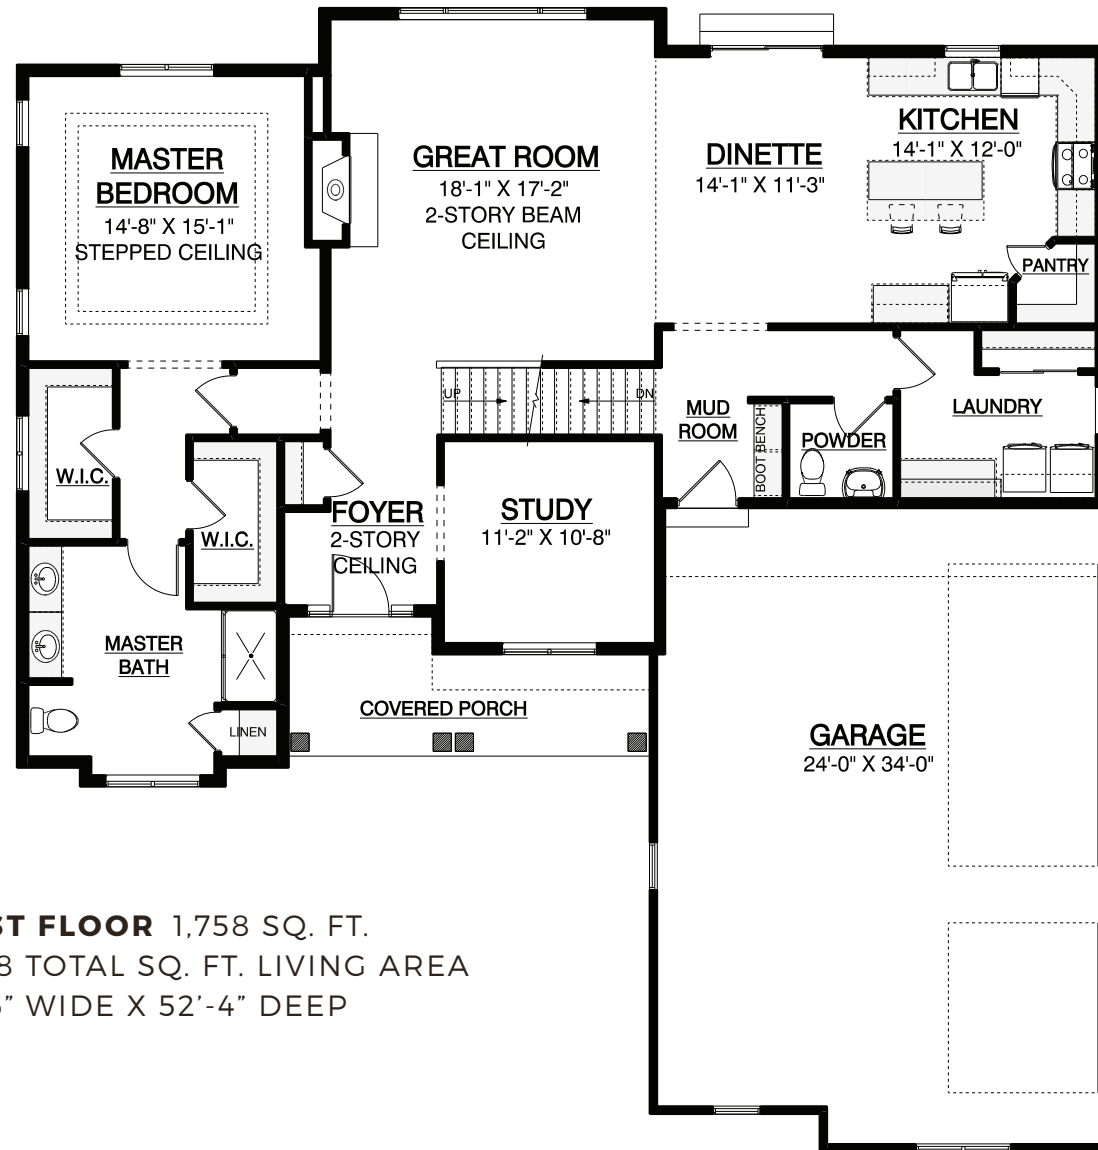 MASTER
BEDROOM
14'-8" X 15'-1"
STEPPED CEILING
GREAT ROOM
18'-1" X 17'-2"
2-STORY BEAM
CEILING
DINETTE
14'-1" X 11'-3"
KITCHEN
14'-1" X 12'-0"
PANTRY
UP
DN
MUD
ROOM
BOOT BENCH
POWDER
LAUNDRY
W.I.C.
W.I.C.
FOYER
2-STORY
CEILING
STUDY
11'-2" X 10'-8"
MASTER
BATH
LINEN
COVERED PORCH
GARAGE
24'-0" X 34'-0"
ST FLOOR 1,758 SQ. FT.
8 TOTAL SQ. FT. LIVING AREA
” WIDE X 52’-4” DEEP